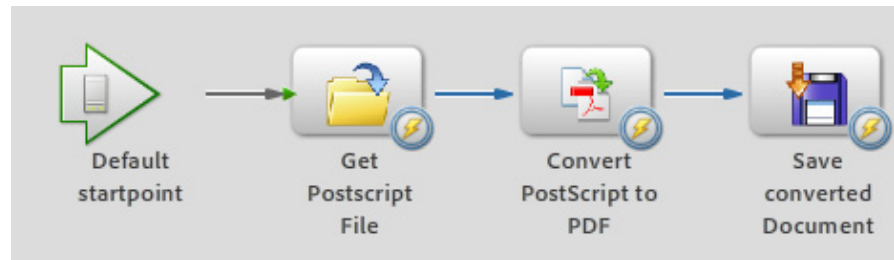 Default
startpoint
Get
Postscript
File
Convert
PostScript to
PDF
Save
converted
Document